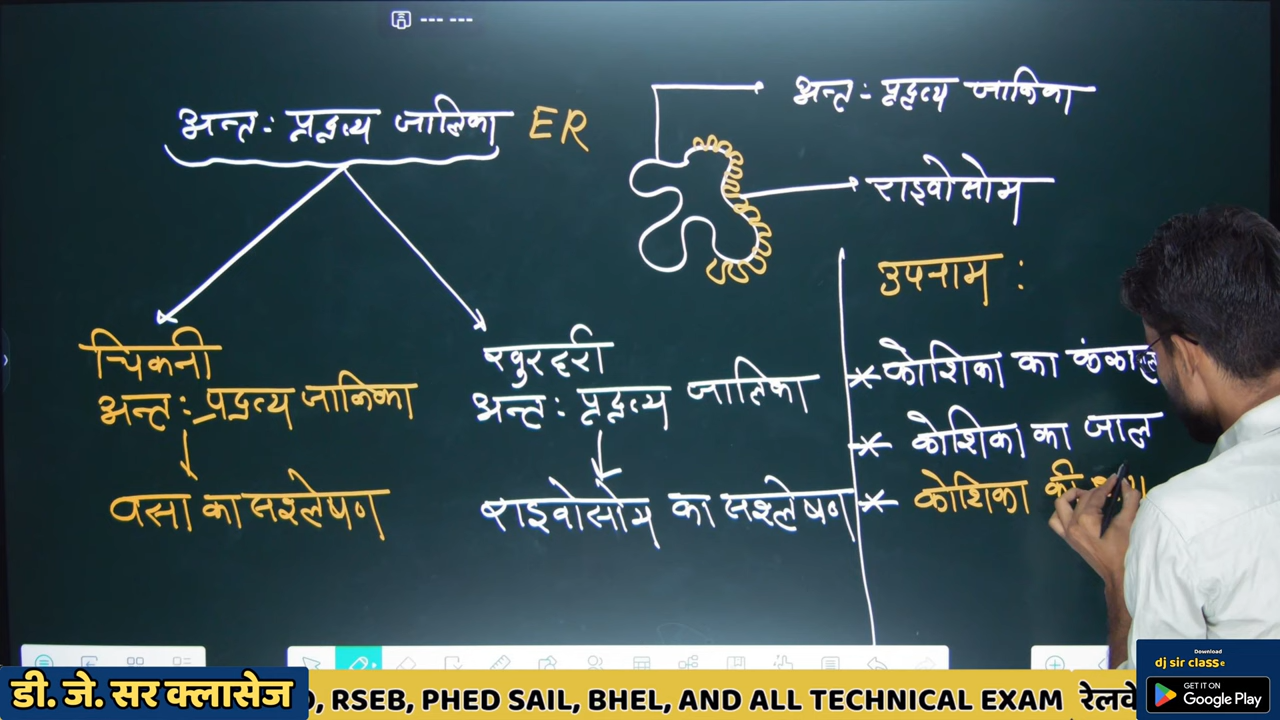 अन्त: प्रद्रव्य जालिका ER
अन्त: प्रद्रव्य जालिका
राइबोसोम
उपनाम :
चिकनी
अन्त: प्रद्रव्य जालिका
वसा का संश्लेषण
खुरदरी
अन्त: प्रद्रव्य जालिका
राइबोसोम का संश्लेषण
* कोशिका का कंकाल
* कोशिका का जाल
* कोशिका की
डी. जे. सर क्लासेज
, RSEB, PHED SAIL, BHEL, AND ALL TECHNICAL EXAM रेलवे
Download
dj sir classe
GET IT ON
Google Play